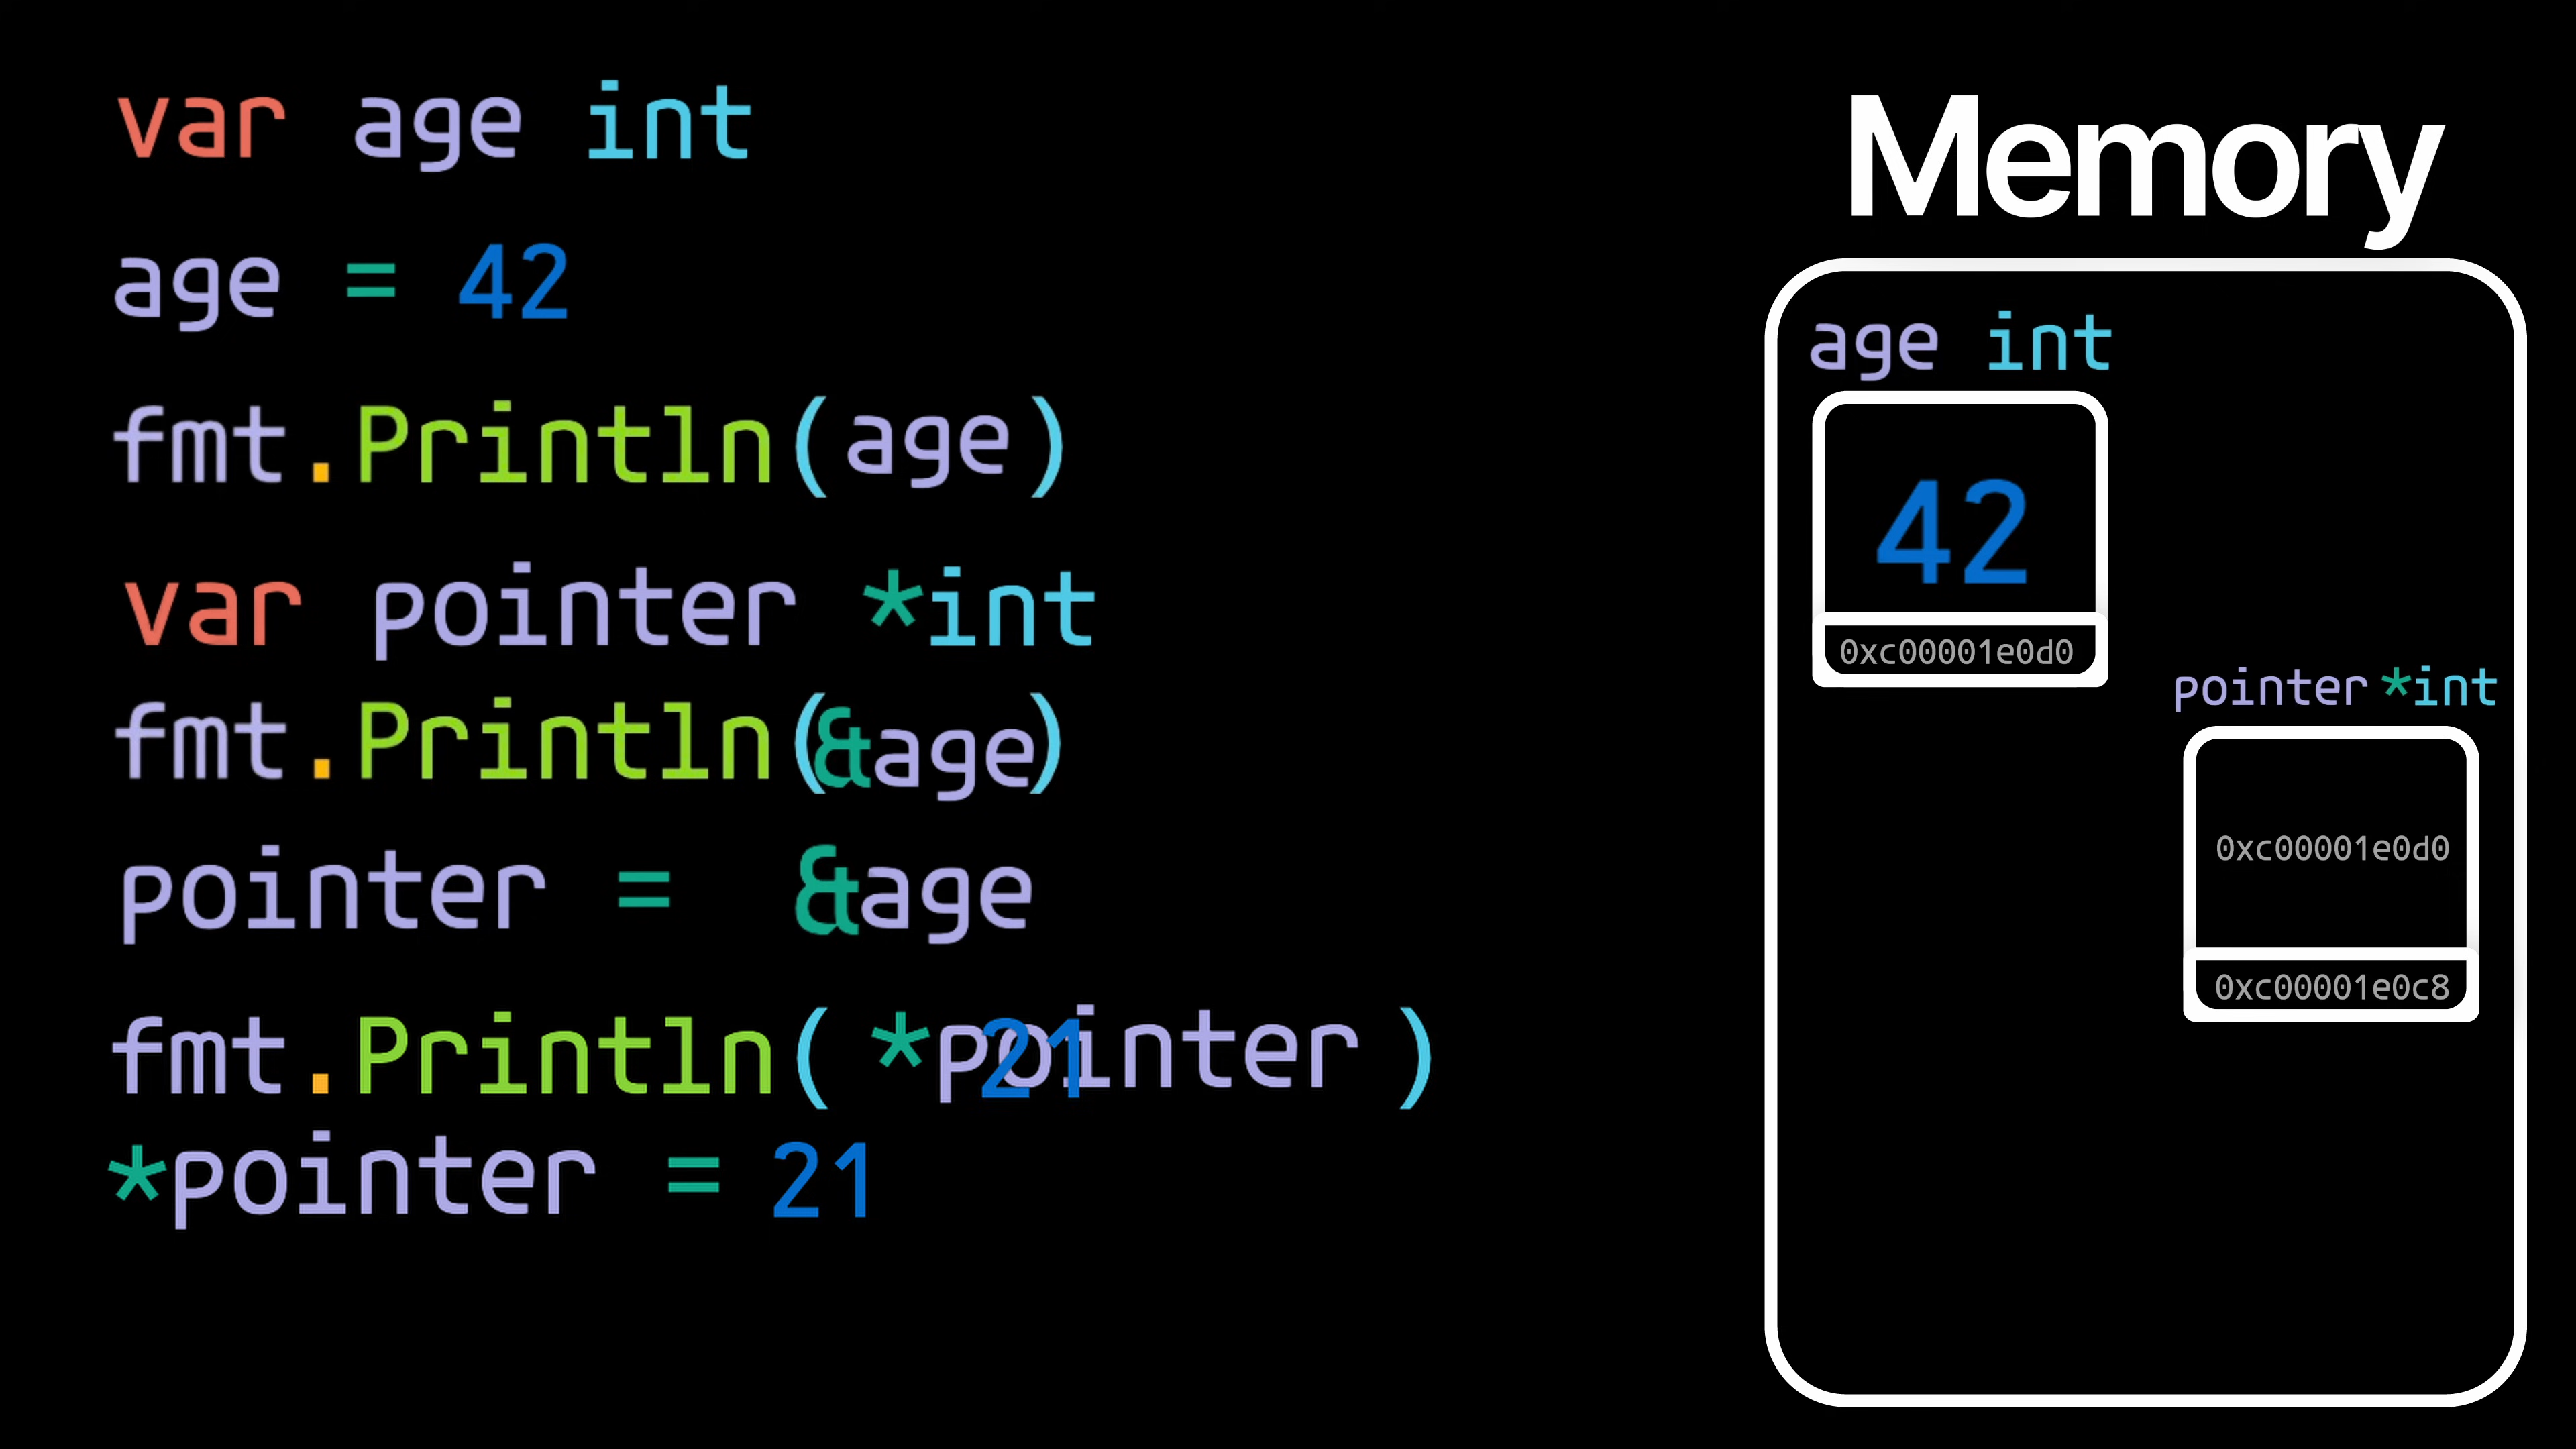 var age int
age = 42
fmt.Println(age)
var pointer *int
fmt.Println(&age)
pointer = &age
fmt.Println( *pointer )
21
*pointer = 21
Memory
age int
42
0xc00001e0d0
pointer *int
0xc00001e0d0
0xc00001e0c8